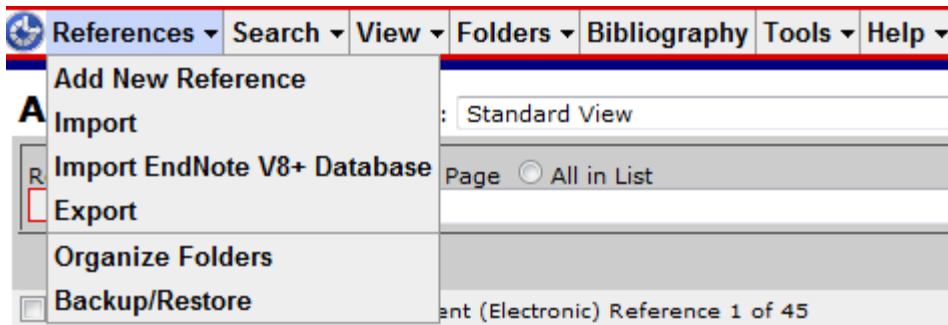 References Search View Folders Bibliography Tools Help
Add New Reference
A
: Standard View
Import
Import EndNote V8+ Database
R
Page All in List
Export
Organize Folders
Backup/Restore
ent (Electronic) Reference 1 of 45